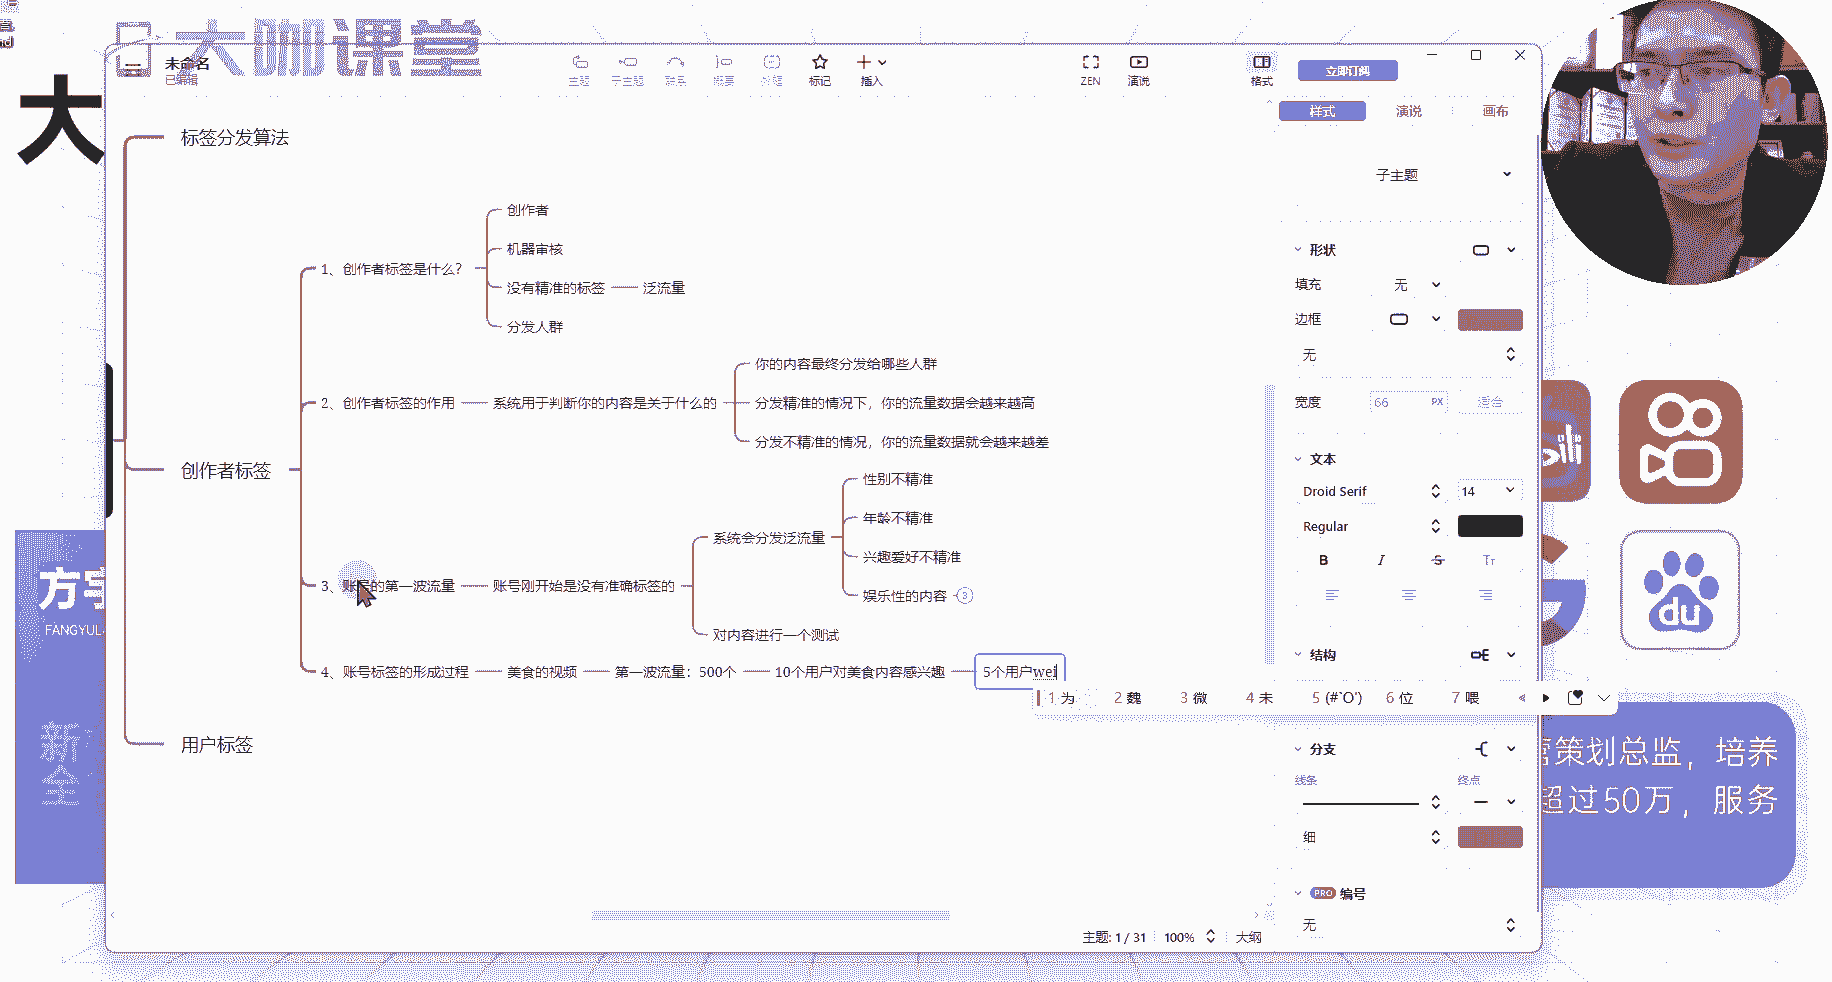 大咖课堂
大
未命名
已编辑
主题
子主题
联系
概要
外框
标记
插入
ZEN
演说
格式
立即订阅
样式
演说
画布
标签分发算法
创作者
机器审核
1、创作者标签是什么？
没有精准的标签
泛流量
分发人群
你的内容最终分发给哪些人群
2、创作者标签的作用
系统用于判断你的内容是关于什么的
分发精准的情况下，你的流量数据会越来越高
分发不精准的情况，你的流量数据就会越来越差
创作者标签
性别不精准
年龄不精准
系统会分发泛流量
兴趣爱好不精准
3、账号的第一波流量
账号刚开始是没有准确标签的
娱乐性的内容
3
对内容进行一个测试
4、账号标签的形成过程
美食的视频
第一波流量：500个
10个用户对美食内容感兴趣
5个用户wei
1 为
2 魏
3 微
4 未
5 (#`O')
6 位
7 喂
用户标签
子主题
形状
填充
无
边框
无
宽度
66
PX
适合
文本
Droid Serif
14
Regular
B
I
S
Tт
结构
分支
线条
终点
细
PRO
编号
无
主题: 1 / 31
100%
大纲
方
FANGYU
新
全
du
策划总监，培养
超过50万，服务